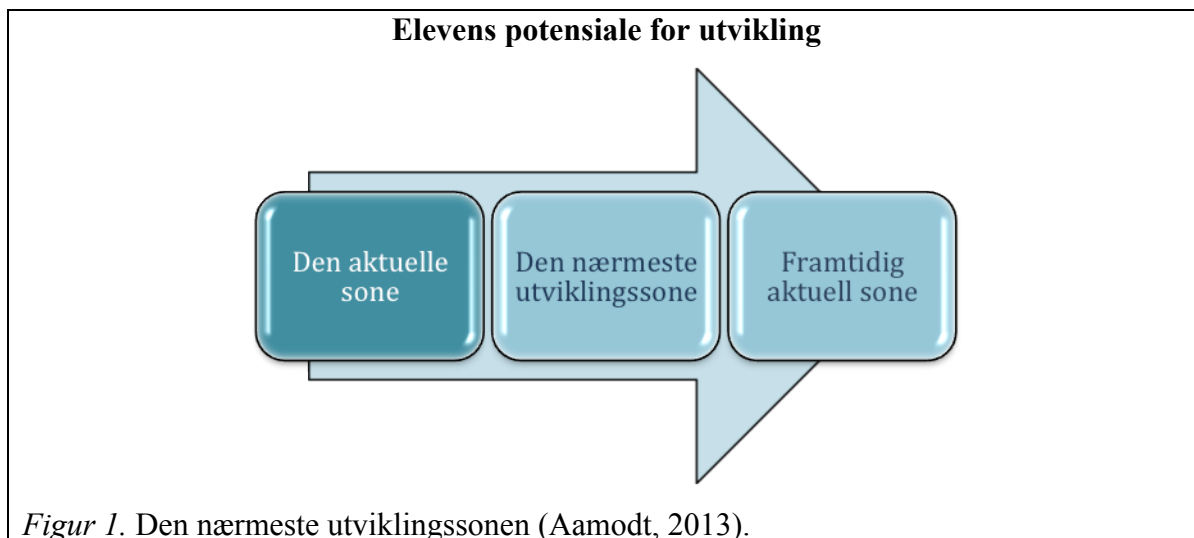 Elevens potensiale for utvikling
Den aktuelle
sone
Den nærmeste
utviklingssone
Framtidig
aktuell sone
Figur 1. Den nærmeste utviklingssonen (Aamodt, 2013).